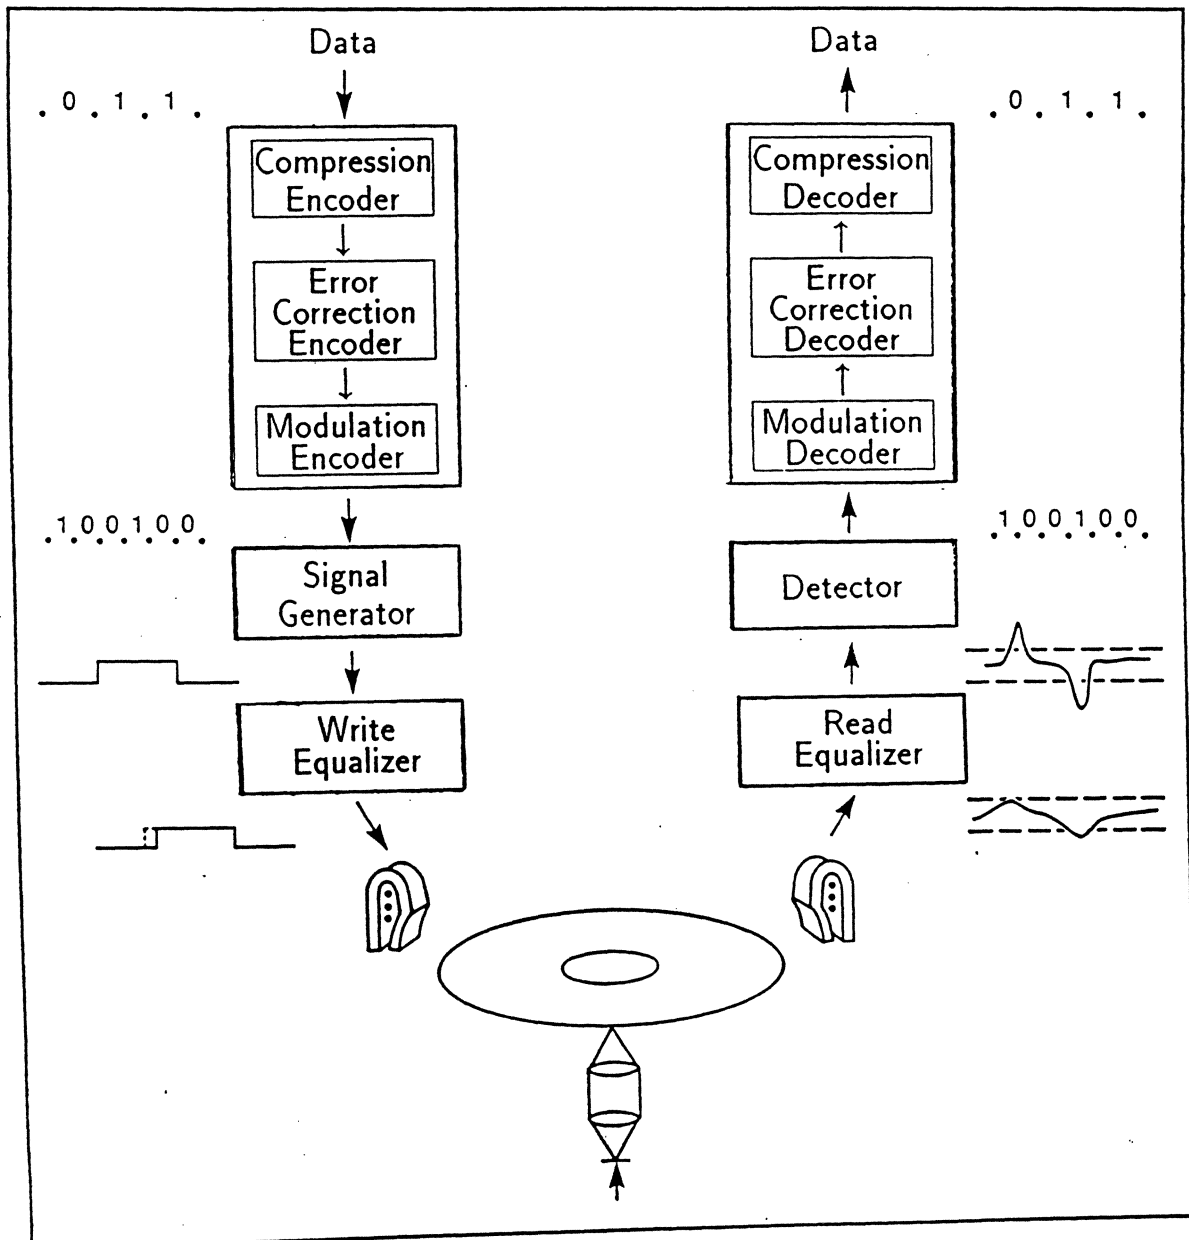 Data
. 0 . 1 . 1 .
Compression
Encoder
Error
Correction
Encoder
Modulation
Encoder
.1.0.0.1.0.0.
Signal
Generator
Write
Equalizer
Data
. 0 . 1 . 1 .
Compression
Decoder
Error
Correction
Decoder
Modulation
Decoder
.1.0.0.1.0.0.
Detector
Read
Equalizer